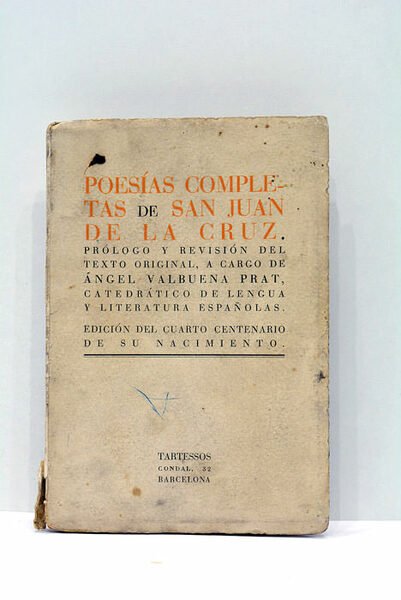 POESÍAS COMPLE-
TAS DE SAN JUAN
DE LA CRUZ.
PRÓLOGO Y REVISIÓN DEL
TEXTO ORIGINAL, A CARGO DE
ÁNGEL VALBUENA PRAT,
CATEDRÁTICO DE LENGUA
Y LITERATURA ESPAÑOLAS.
EDICIÓN DEL CUARTO CENTENARIO
DE SU NACIMIENTO.
TARTESSOS
CONDAL, 32
BARCELONA